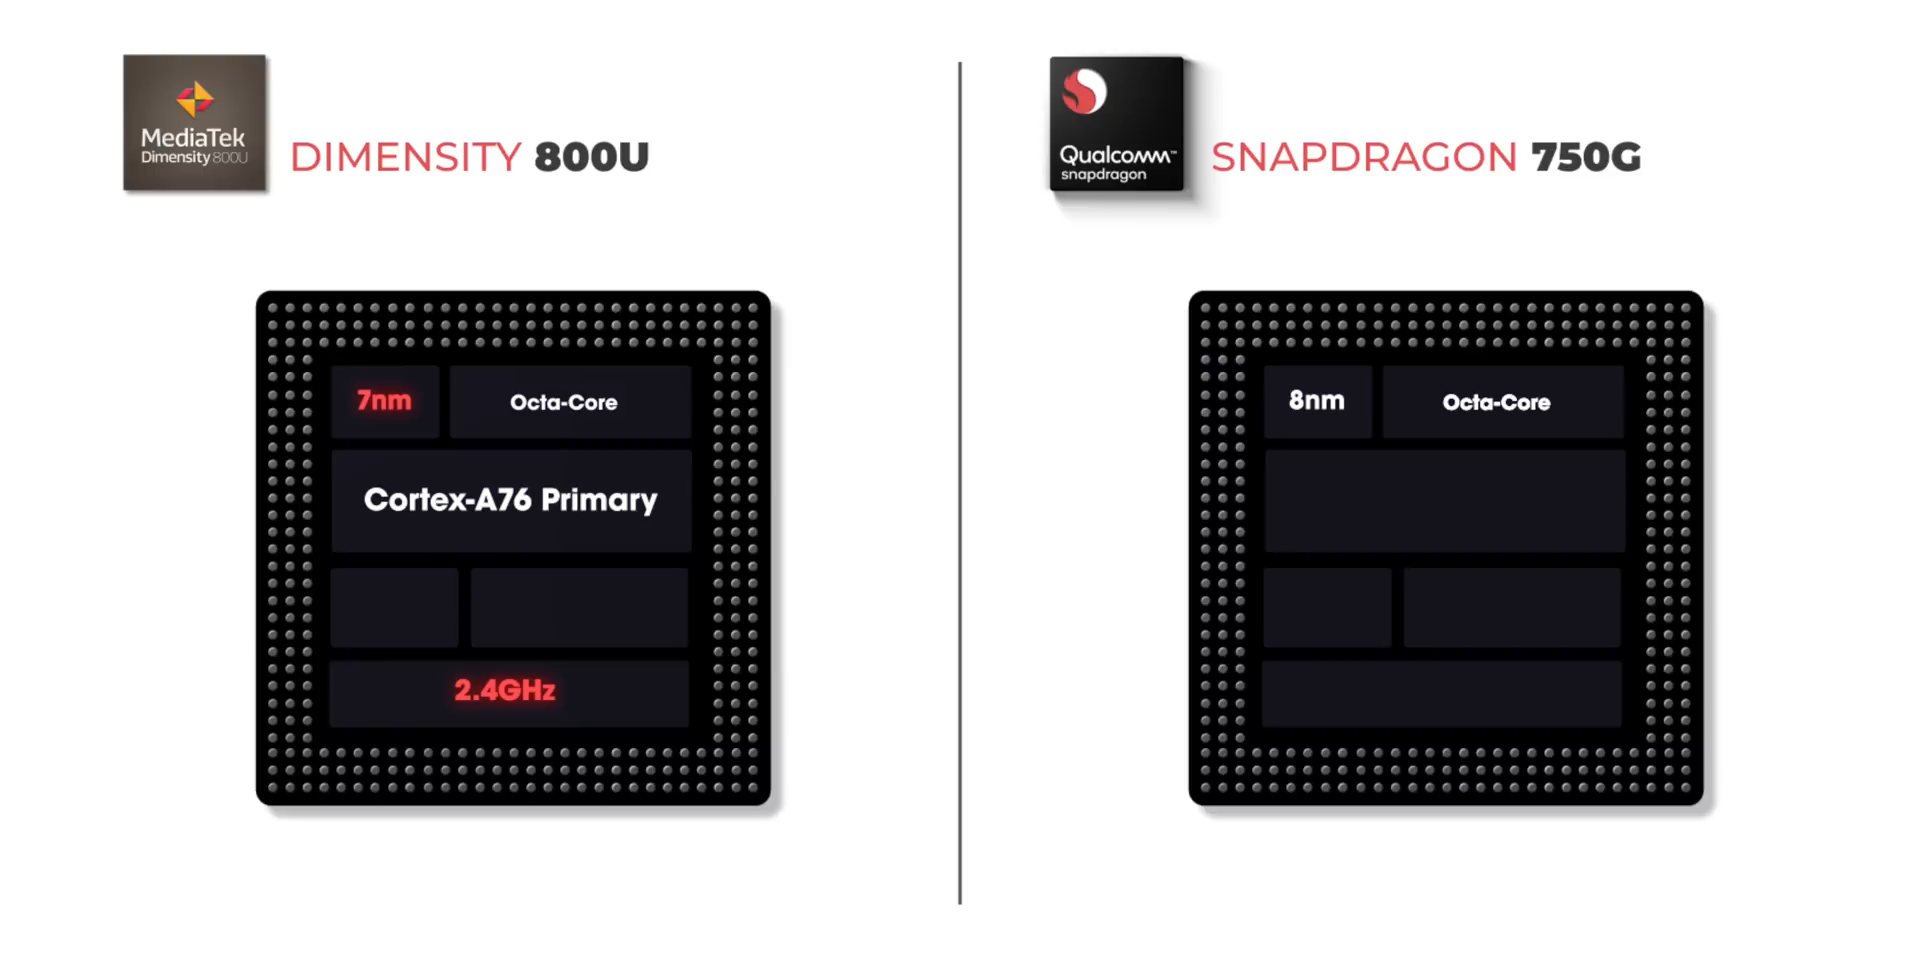 MediaTek
Dimensity 800U
DIMENSITY 800U
7nm
Octa-Core
Cortex-A76 Primary
2.4GHz
Qualcomm™
snapdragon
SNAPDRAGON 750G
8nm
Octa-Core